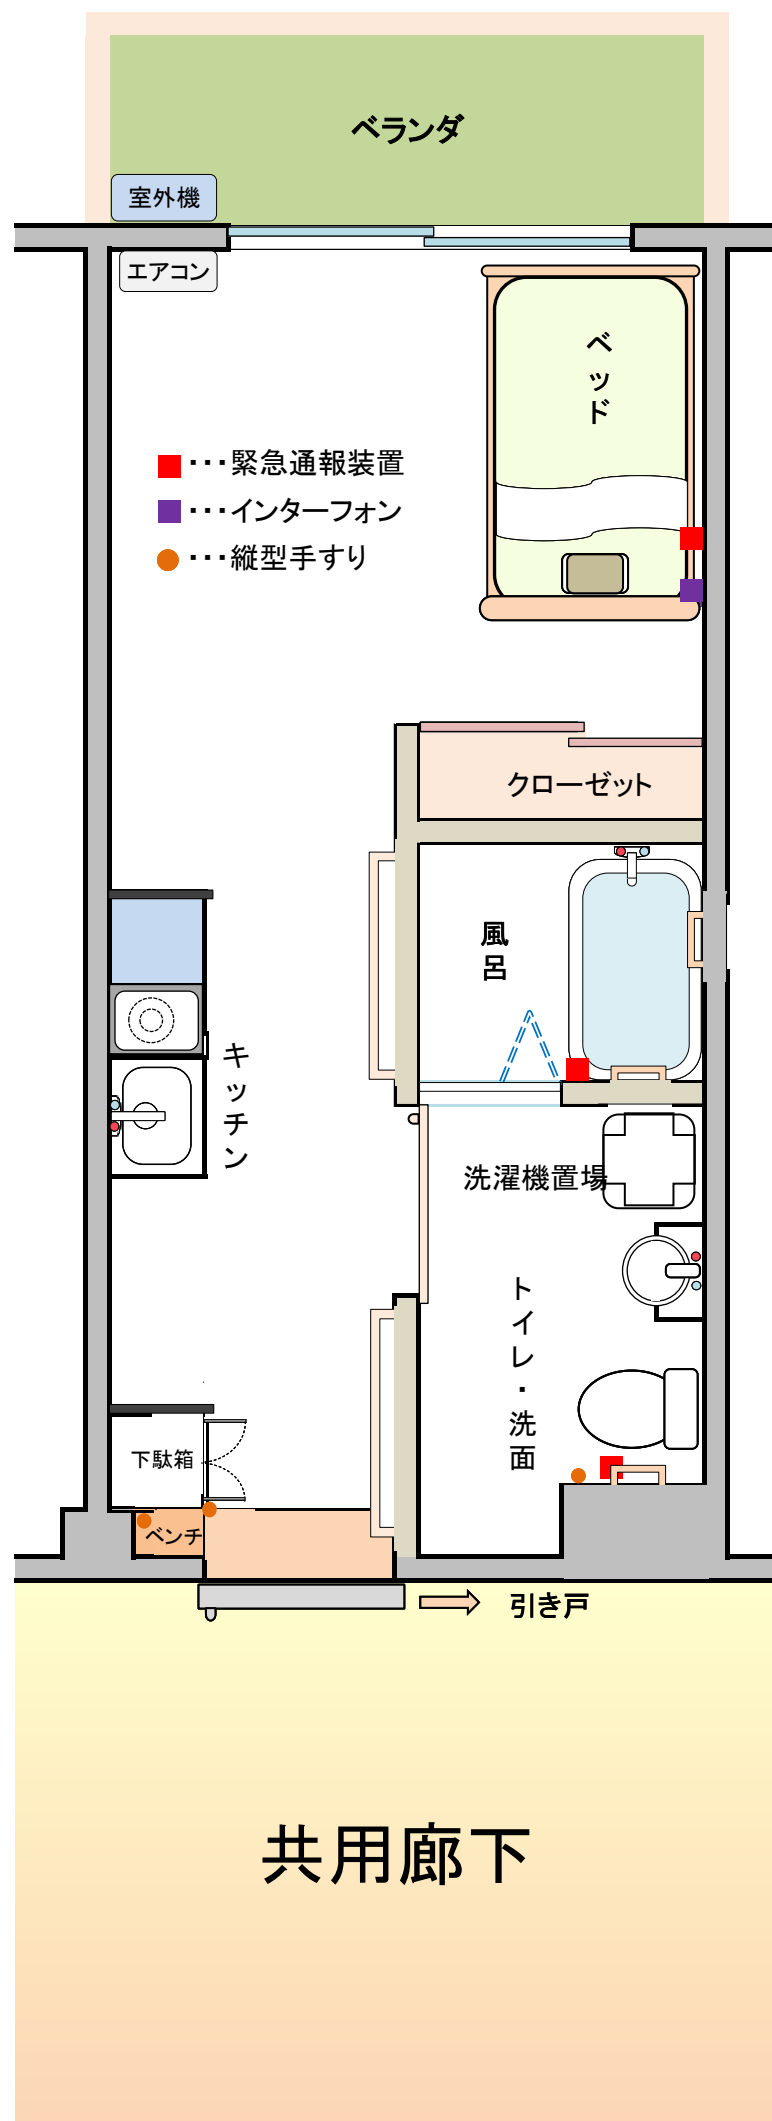 ベランダ
室外機
エアコン
ベッド
■・・・緊急通報装置
■・・・インターフォン
●・・・縦型手すり
クローゼット
風呂
キッチン
洗濯機置場
トイレ・洗面
下駄箱
ベンチ
引き戸
共用廊下